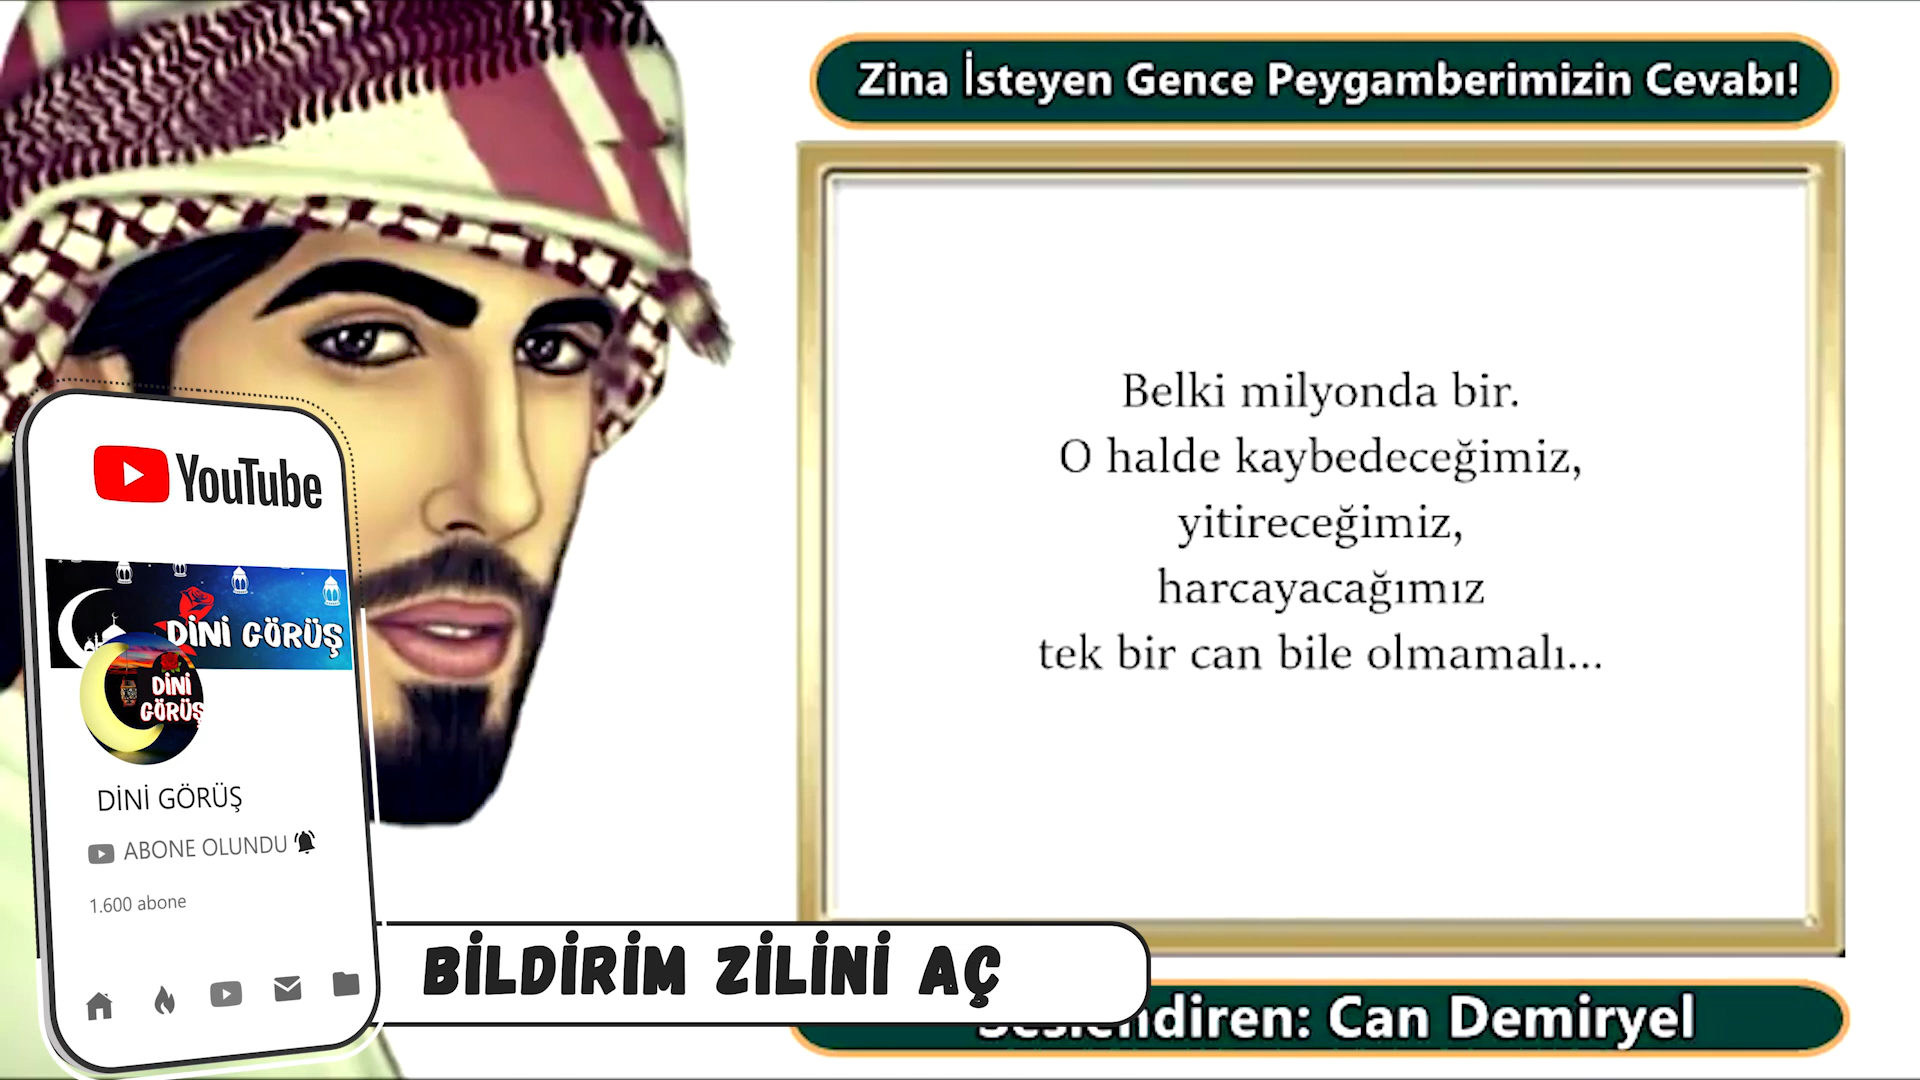 Zina İsteyen Gence Peygamberimizin Cevabı!
Belki milyonda bir.
O halde kaybedeceğimiz,
yitireceğimiz,
harcayacağımız
tek bir can bile olmamalı...
YouTube
DİNİ GÖRÜŞ
DİNİ
GÖRÜŞ
DİNİ GÖRÜŞ
ABONE OLUNDU
1.600 abone
BİLDİRİM ZİLİNİ AÇ
Seslendiren: Can Demiryel